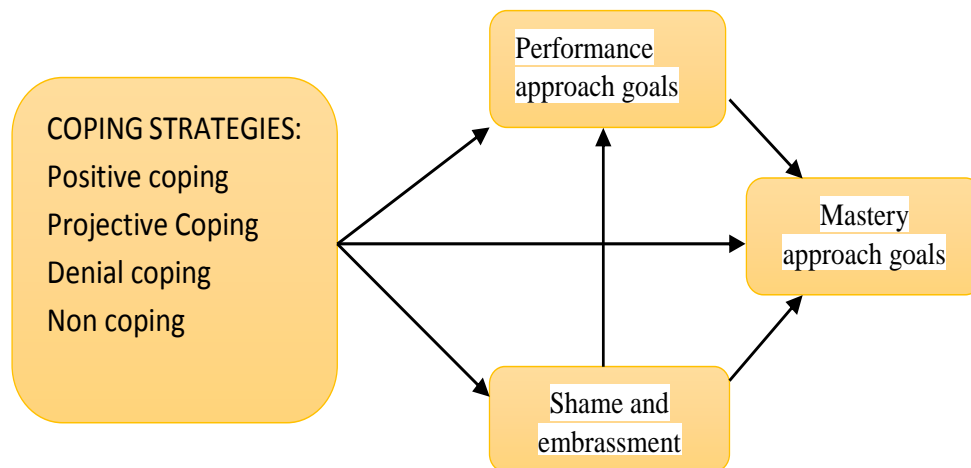 COPING STRATEGIES:
Positive coping
Projective Coping
Denial coping
Non coping
Performance
approach goals
Mastery
approach goals
Shame and
embrassment